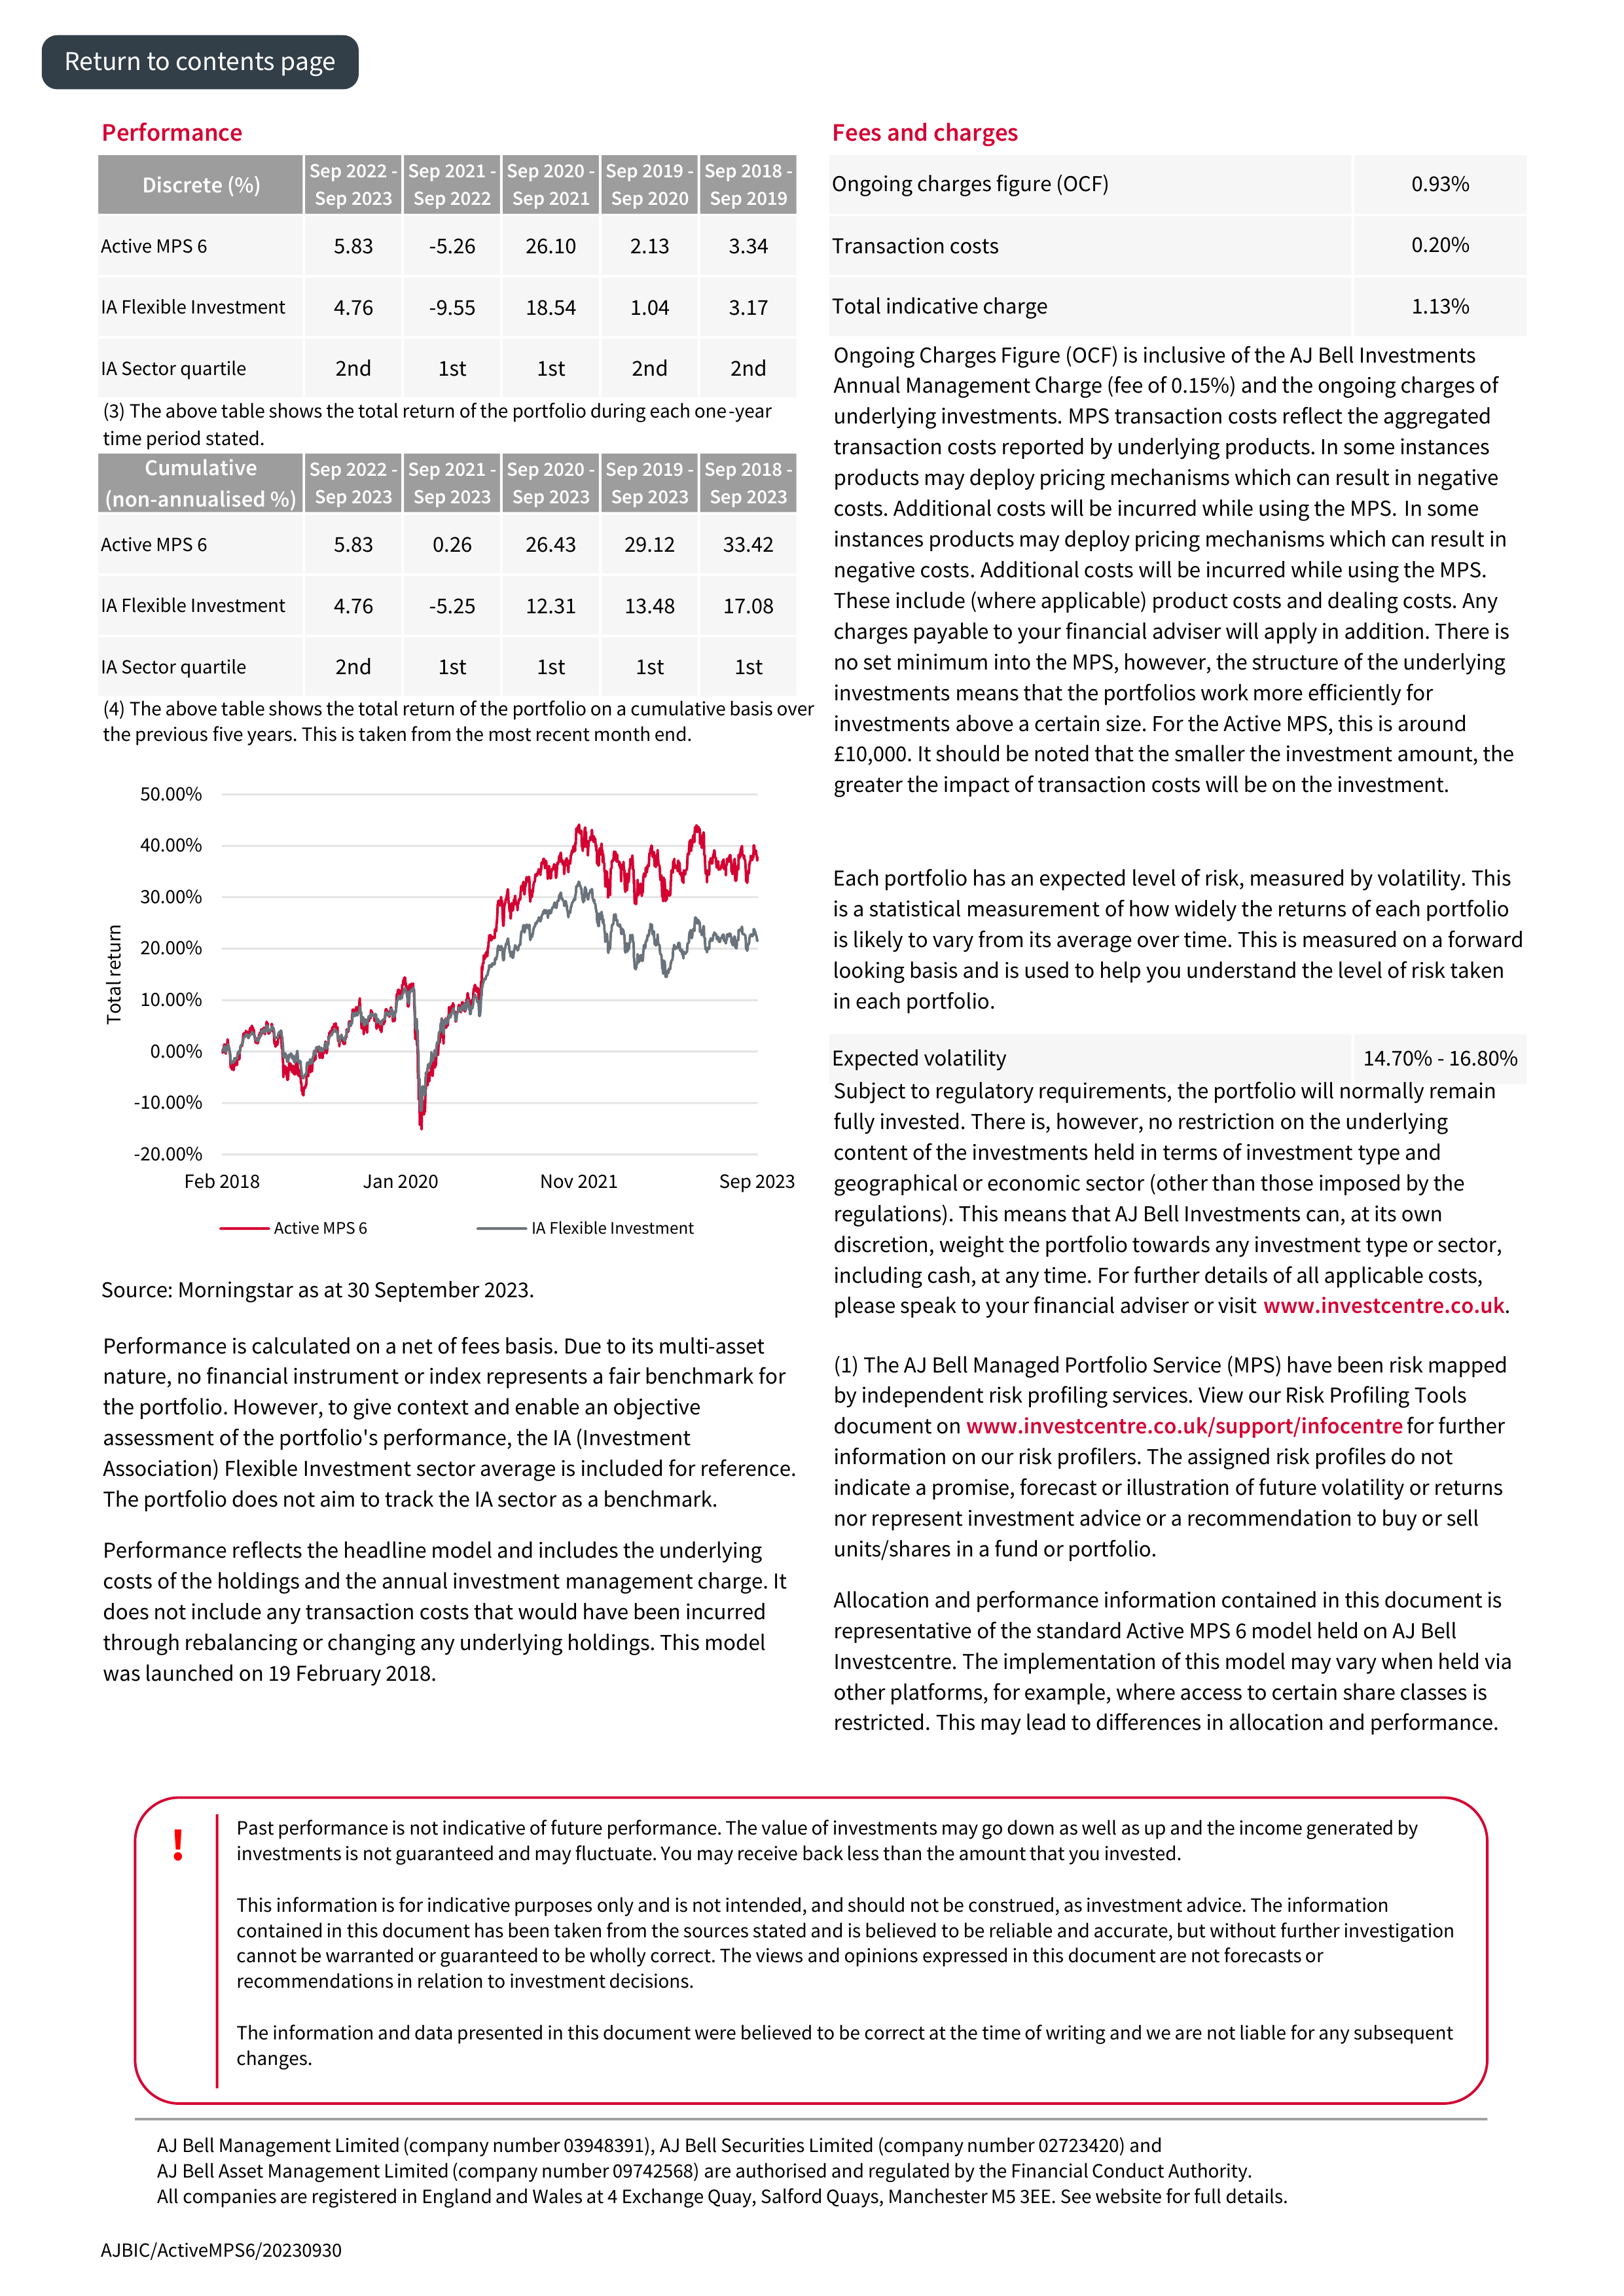 Return to contents page
Performance
Discrete (%) Sep 2022 - Sep 2021 - Sep 2020 - Sep 2019 - Sep 2018 -
Sep 2023 Sep 2022 Sep 2021 Sep 2020 Sep 2019
Active MPS 6 5.83 -5.26 26.10 2.13 3.34
IA Flexible Investment 4.76 -9.55 18.54 1.04 3.17
IA Sector quartile 2nd 1st 1st 2nd 2nd
(3) The above table shows the total return of the portfolio during each one-year
time period stated.
Cumulative Sep 2022 - Sep 2021 - Sep 2020 - Sep 2019 - Sep 2018 -
(non-annualised %) Sep 2023 Sep 2023 Sep 2023 Sep 2023 Sep 2023
Active MPS 6 5.83 0.26 26.43 29.12 33.42
IA Flexible Investment 4.76 -5.25 12.31 13.48 17.08
IA Sector quartile 2nd 1st 1st 1st 1st
(4) The above table shows the total return of the portfolio on a cumulative basis over
the previous five years. This is taken from the most recent month end.
Total return
50.00%
40.00%
30.00%
20.00%
10.00%
0.00%
-10.00%
-20.00%
Feb 2018 Jan 2020 Nov 2021 Sep 2023
Active MPS 6 IA Flexible Investment
Source: Morningstar as at 30 September 2023.
Performance is calculated on a net of fees basis. Due to its multi-asset
nature, no financial instrument or index represents a fair benchmark for
the portfolio. However, to give context and enable an objective
assessment of the portfolio's performance, the IA (Investment
Association) Flexible Investment sector average is included for reference.
The portfolio does not aim to track the IA sector as a benchmark.
Performance reflects the headline model and includes the underlying
costs of the holdings and the annual investment management charge. It
does not include any transaction costs that would have been incurred
through rebalancing or changing any underlying holdings. This model
was launched on 19 February 2018.
Fees and charges
Ongoing charges figure (OCF) 0.93%
Transaction costs 0.20%
Total indicative charge 1.13%
Ongoing Charges Figure (OCF) is inclusive of the AJ Bell Investments
Annual Management Charge (fee of 0.15%) and the ongoing charges of
underlying investments. MPS transaction costs reflect the aggregated
transaction costs reported by underlying products. In some instances
products may deploy pricing mechanisms which can result in negative
costs. Additional costs will be incurred while using the MPS. In some
instances products may deploy pricing mechanisms which can result in
negative costs. Additional costs will be incurred while using the MPS.
These include (where applicable) product costs and dealing costs. Any
charges payable to your financial adviser will apply in addition. There is
no set minimum into the MPS, however, the structure of the underlying
investments means that the portfolios work more efficiently for
investments above a certain size. For the Active MPS, this is around
£10,000. It should be noted that the smaller the investment amount, the
greater the impact of transaction costs will be on the investment.
Each portfolio has an expected level of risk, measured by volatility. This
is a statistical measurement of how widely the returns of each portfolio
is likely to vary from its average over time. This is measured on a forward
looking basis and is used to help you understand the level of risk taken
in each portfolio.
Expected volatility 14.70% - 16.80%
Subject to regulatory requirements, the portfolio will normally remain
fully invested. There is, however, no restriction on the underlying
content of the investments held in terms of investment type and
geographical or economic sector (other than those imposed by the
regulations). This means that AJ Bell Investments can, at its own
discretion, weight the portfolio towards any investment type or sector,
including cash, at any time. For further details of all applicable costs,
please speak to your financial adviser or visit www.investcentre.co.uk.
(1) The AJ Bell Managed Portfolio Service (MPS) have been risk mapped
by independent risk profiling services. View our Risk Profiling Tools
document on www.investcentre.co.uk/support/infocentre for further
information on our risk profilers. The assigned risk profiles do not
indicate a promise, forecast or illustration of future volatility or returns
nor represent investment advice or a recommendation to buy or sell
units/shares in a fund or portfolio.
Allocation and performance information contained in this document is
representative of the standard Active MPS 6 model held on AJ Bell
Investcentre. The implementation of this model may vary when held via
other platforms, for example, where access to certain share classes is
restricted. This may lead to differences in allocation and performance.
!
Past performance is not indicative of future performance. The value of investments may go down as well as up and the income generated by
investments is not guaranteed and may fluctuate. You may receive back less than the amount that you invested.
This information is for indicative purposes only and is not intended, and should not be construed, as investment advice. The information
contained in this document has been taken from the sources stated and is believed to be reliable and accurate, but without further investigation
cannot be warranted or guaranteed to be wholly correct. The views and opinions expressed in this document are not forecasts or
recommendations in relation to investment decisions.
The information and data presented in this document were believed to be correct at the time of writing and we are not liable for any subsequent
changes.
AJ Bell Management Limited (company number 03948391), AJ Bell Securities Limited (company number 02723420) and
AJ Bell Asset Management Limited (company number 09742568) are authorised and regulated by the Financial Conduct Authority.
All companies are registered in England and Wales at 4 Exchange Quay, Salford Quays, Manchester M5 3EE. See website for full details.
AJBIC/ActiveMPS6/20230930